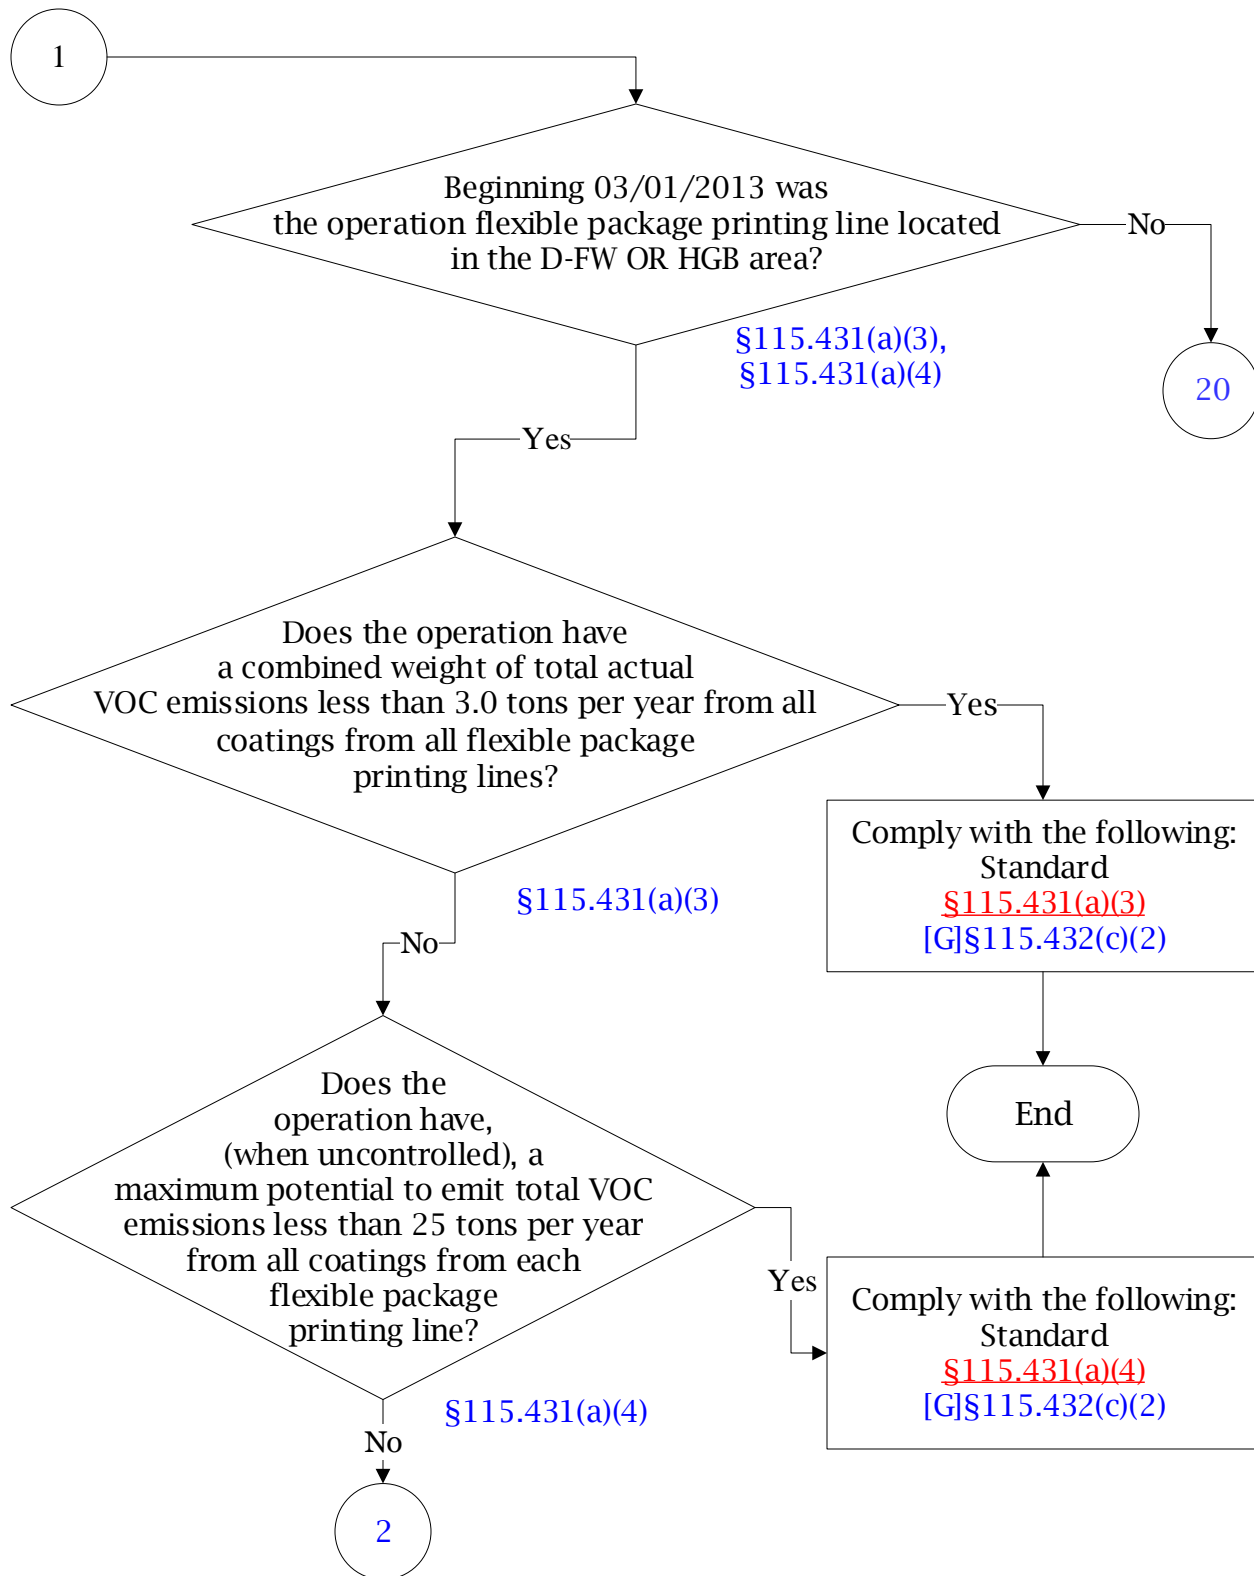 1
Beginning 03/01/2013 was
the operation flexible package printing line located
in the D-FW OR HGB area?
No
§115.431(a)(3),
§115.431(a)(4)
20
Yes
Does the operation have
a combined weight of total actual
VOC emissions less than 3.0 tons per year from all
coatings from all flexible package
printing lines?
Yes
§115.431(a)(3)
Comply with the following:
Standard
§115.431(a)(3)
[G]§115.432(c)(2)
No
End
Does the
operation have,
(when uncontrolled), a
maximum potential to emit total VOC
emissions less than 25 tons per year
from all coatings from each
flexible package
printing line?
Yes
§115.431(a)(4)
Comply with the following:
Standard
§115.431(a)(4)
[G]§115.432(c)(2)
No
2